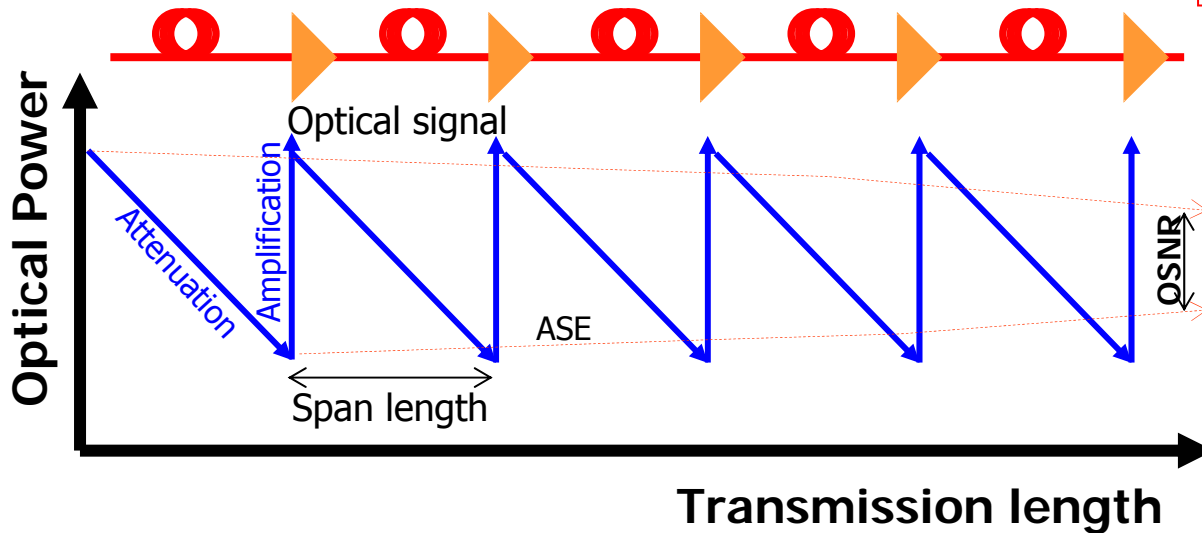 Optical Power
Optical signal
Attenuation
Amplification
ASE
OSNR
Span length
Transmission length